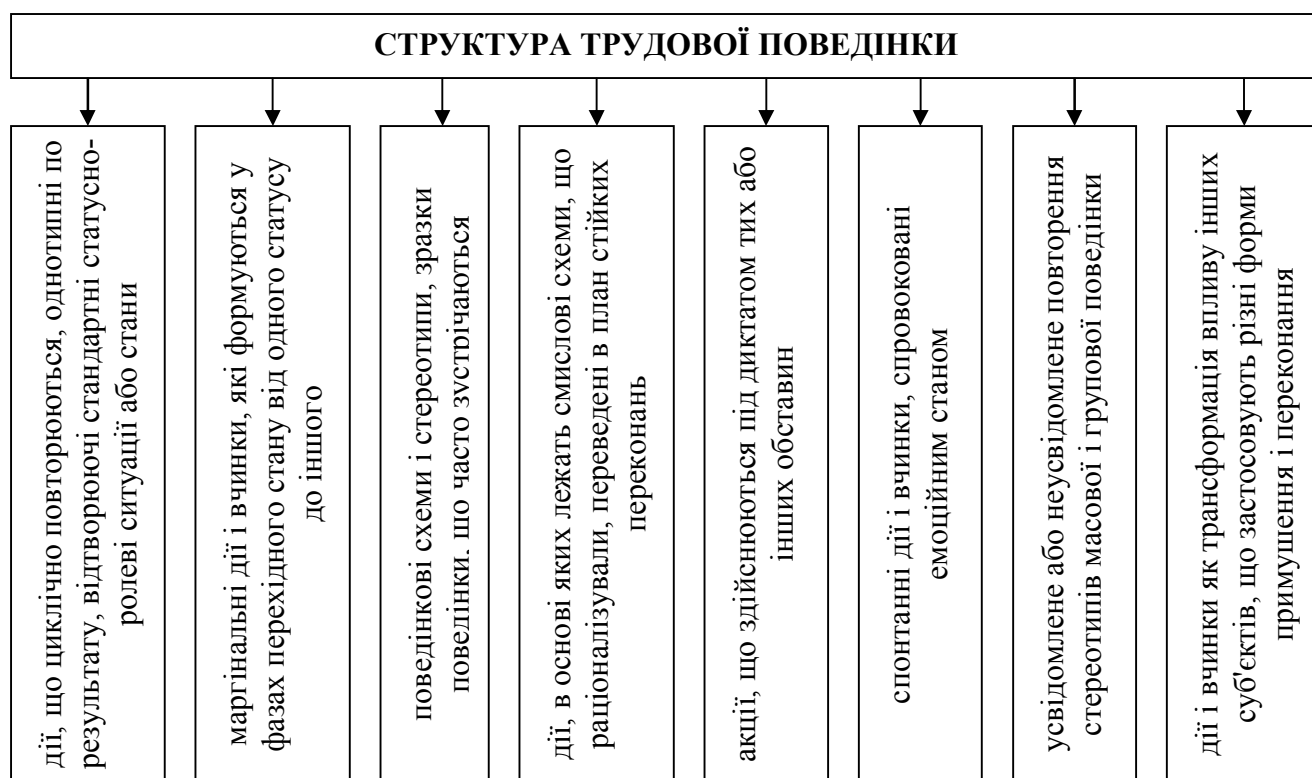 СТРУКТУРА ТРУДОВОЇ ПОВЕДІНКИ
дії, що циклічно повторюються, однотипні по
результату, відтворюючі стандартні статусно-
ролеві ситуації або стани
маргінальні дії і вчинки, які формуються у
фазах перехідного стану від одного статусу
до іншого
поведінкові схеми і стереотипи, зразки
поведінки, що часто зустрічаються
дії, в основі яких лежать смислові схеми, що
раціоналізували, переведені в план стійких
переконань
акції, що здійснюються під диктатом тих або
інших обставин
спонтанні дії і вчинки, спровоковані
емоційним станом
усвідомлене або неусвідомлене повторення
стереотипів масової і групової поведінки
дії і вчинки як трансформація впливу інших
суб'єктів, що застосовують різні форми
примушення і переконання